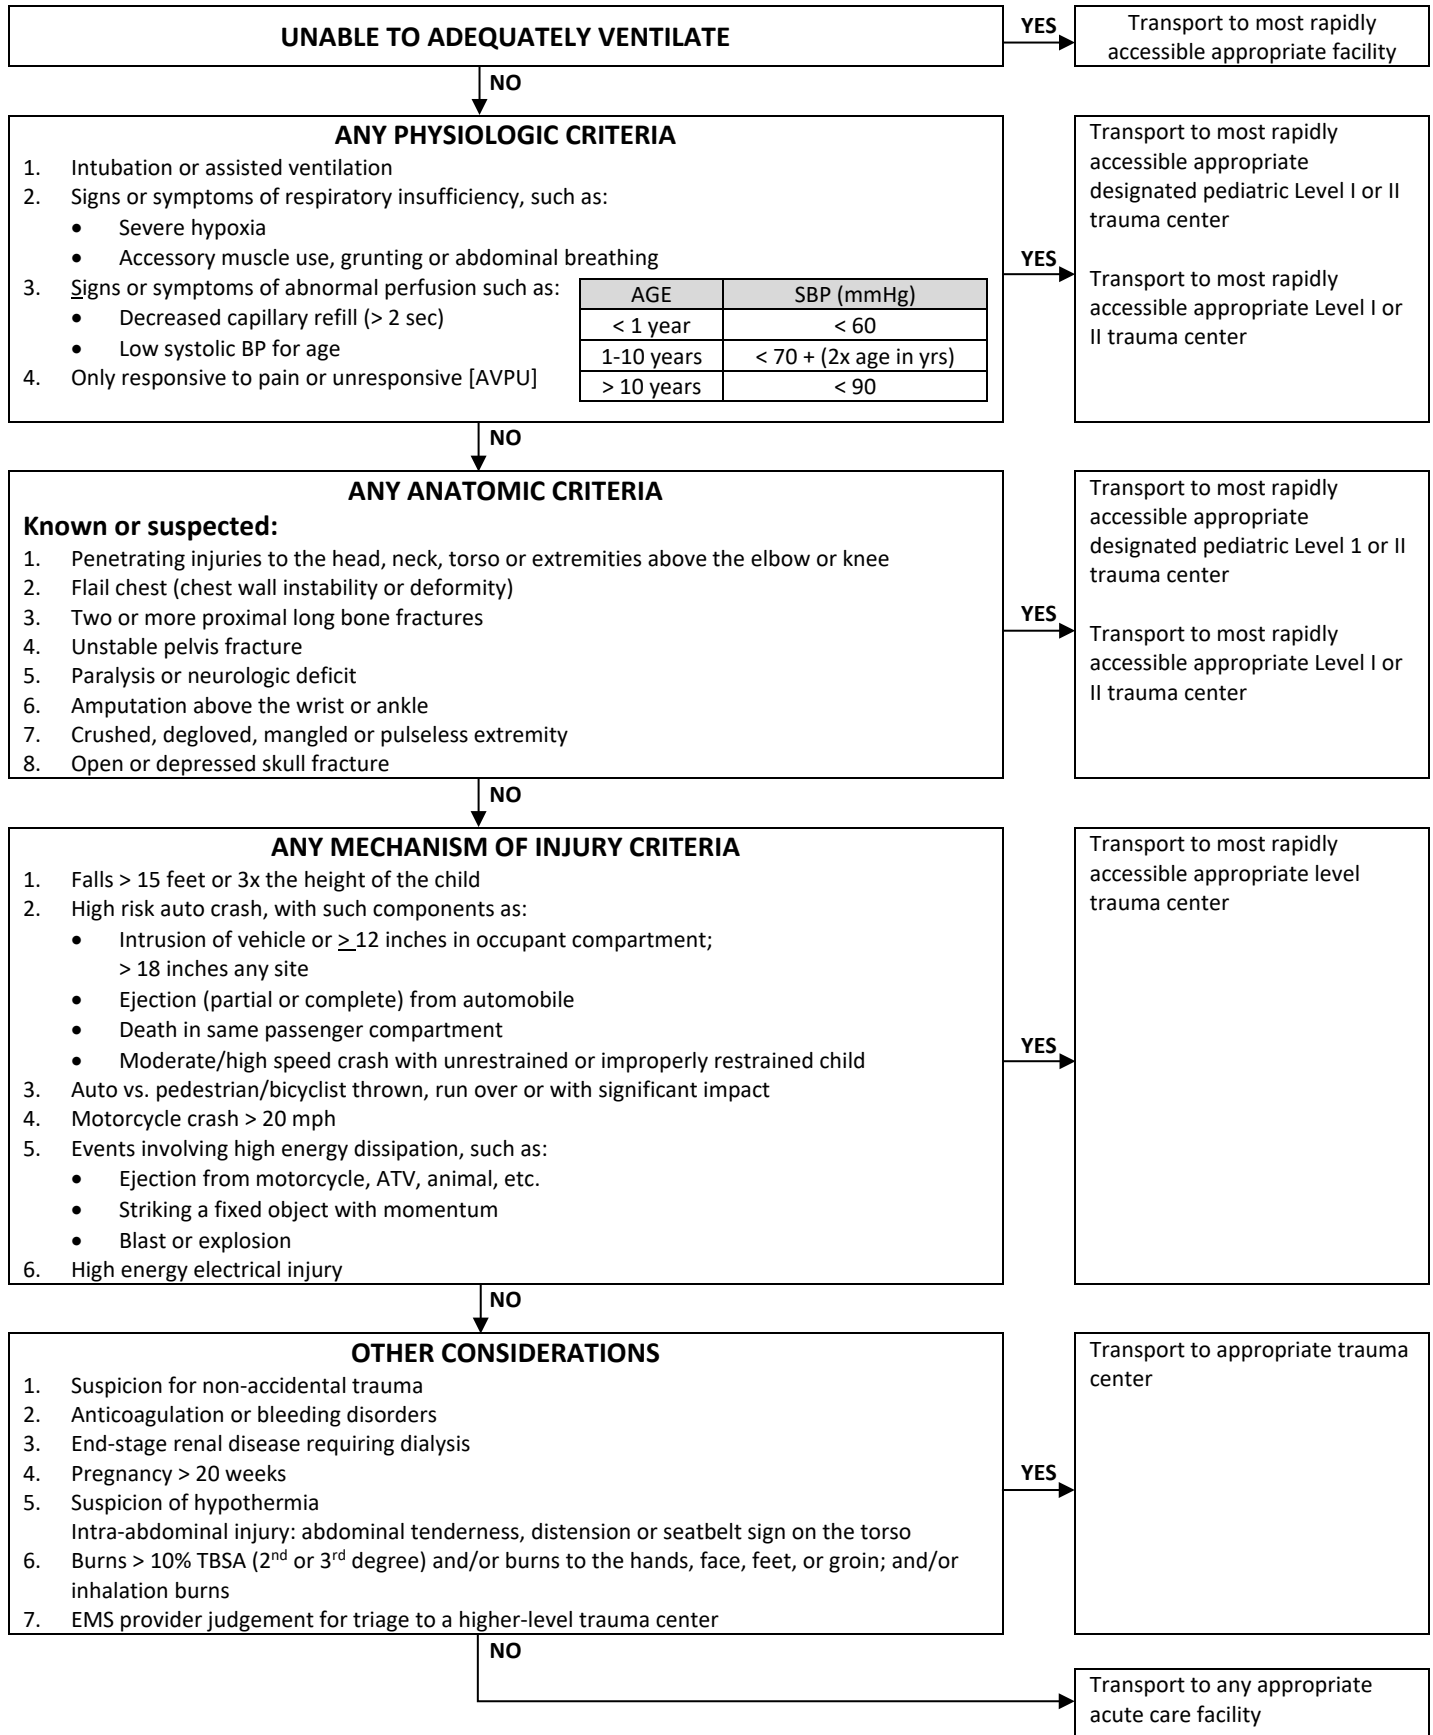 UNABLE TO ADEQUATELY VENTILATE
YES
Transport to most rapidly
accessible appropriate facility
NO
ANY PHYSIOLOGIC CRITERIA
1. Intubation or assisted ventilation
2. Signs or symptoms of respiratory insufficiency, such as:
• Severe hypoxia
• Accessory muscle use, grunting or abdominal breathing
3. Signs or symptoms of abnormal perfusion such as:
• Decreased capillary refill (> 2 sec)
• Low systolic BP for age
4. Only responsive to pain or unresponsive [AVPU]
AGE SBP (mmHg)
< 1 year < 60
1-10 years < 70 + (2x age in yrs)
> 10 years < 90
YES
Transport to most rapidly
accessible appropriate
designated pediatric Level I or II
trauma center
Transport to most rapidly
accessible appropriate Level I or
II trauma center
NO
ANY ANATOMIC CRITERIA
Known or suspected:
1. Penetrating injuries to the head, neck, torso or extremities above the elbow or knee
2. Flail chest (chest wall instability or deformity)
3. Two or more proximal long bone fractures
4. Unstable pelvis fracture
5. Paralysis or neurologic deficit
6. Amputation above the wrist or ankle
7. Crushed, degloved, mangled or pulseless extremity
8. Open or depressed skull fracture
YES
Transport to most rapidly
accessible appropriate
designated pediatric Level 1 or II
trauma center
Transport to most rapidly
accessible appropriate Level I or
II trauma center
NO
ANY MECHANISM OF INJURY CRITERIA
1. Falls > 15 feet or 3x the height of the child
2. High risk auto crash, with such components as:
• Intrusion of vehicle or > 12 inches in occupant compartment;
> 18 inches any site
• Ejection (partial or complete) from automobile
• Death in same passenger compartment
• Moderate/high speed crash with unrestrained or improperly restrained child
3. Auto vs. pedestrian/bicyclist thrown, run over or with significant impact
4. Motorcycle crash > 20 mph
5. Events involving high energy dissipation, such as:
• Ejection from motorcycle, ATV, animal, etc.
• Striking a fixed object with momentum
• Blast or explosion
6. High energy electrical injury
YES
Transport to most rapidly
accessible appropriate level
trauma center
NO
OTHER CONSIDERATIONS
1. Suspicion for non-accidental trauma
2. Anticoagulation or bleeding disorders
3. End-stage renal disease requiring dialysis
4. Pregnancy > 20 weeks
5. Suspicion of hypothermia
Intra-abdominal injury: abdominal tenderness, distension or seatbelt sign on the torso
6. Burns > 10% TBSA (2nd or 3rd degree) and/or burns to the hands, face, feet, or groin; and/or
inhalation burns
7. EMS provider judgement for triage to a higher-level trauma center
YES
Transport to appropriate trauma
center
NO
Transport to any appropriate
acute care facility